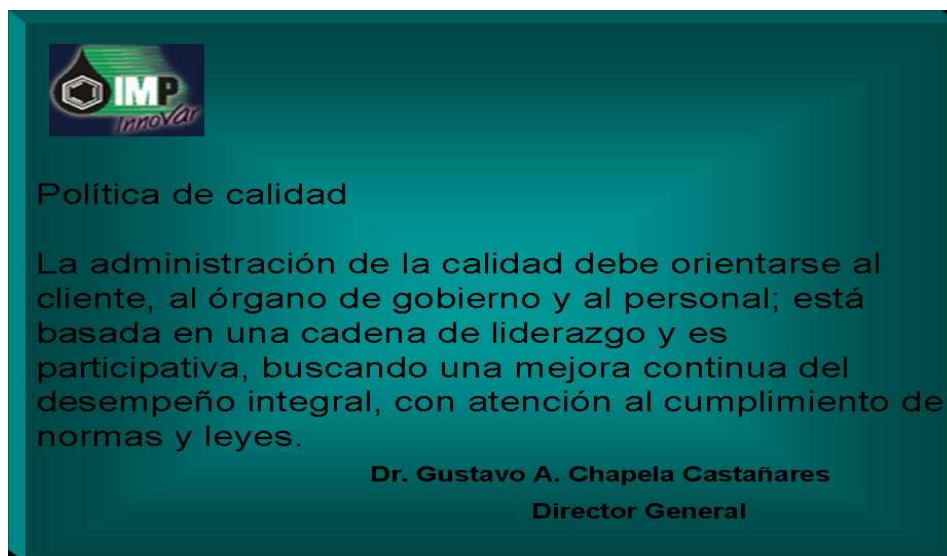 IMP
InnoVar
Política de calidad
La administración de la calidad debe orientarse al
cliente, al órgano de gobierno y al personal; está
basada en una cadena de liderazgo y es
participativa, buscando una mejora continua del
desempeño integral, con atención al cumplimiento de
normas y leyes.
Dr. Gustavo A. Chapela Castañares
Director General